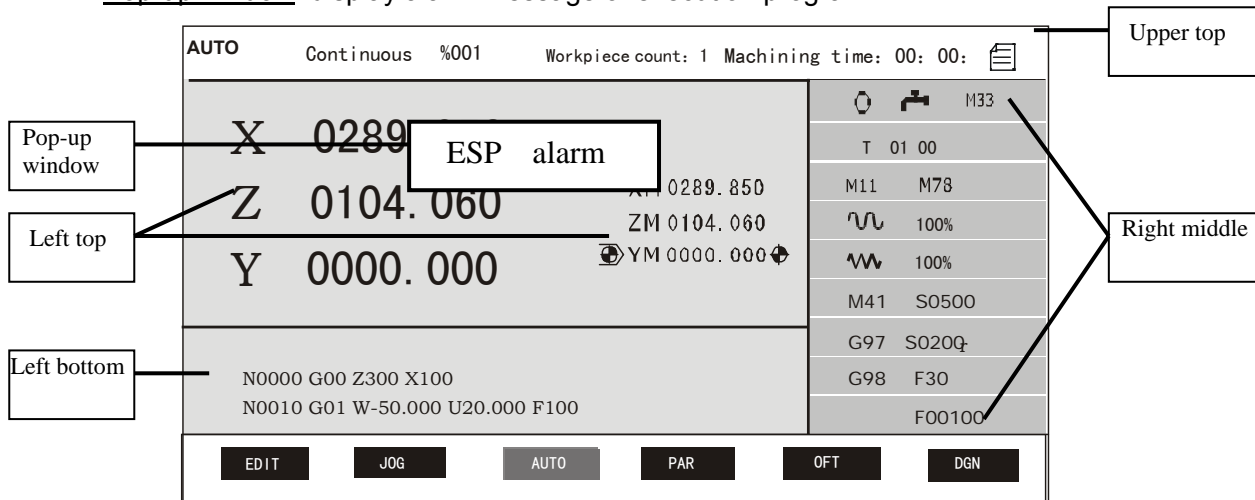 AUTO Continuous %001 Workpiece count: 1 Machining time: 00: 00:
Upper top
M33
Pop-up window
X 0289.
ESP alarm
T 01 00
Left top
Z 0104. 060
XM 0289. 850
M11 M78
ZM 0104. 060
100%
Right middle
Y 0000. 000
YM 0000. 000
100%
M41 S0500
G97 S0200
Left bottom
N0000 G00 Z300 X100
G98 F30
N0010 G01 W-50.000 U20.000 F100
F00100
EDIT JOG AUTO PAR OFT DGN